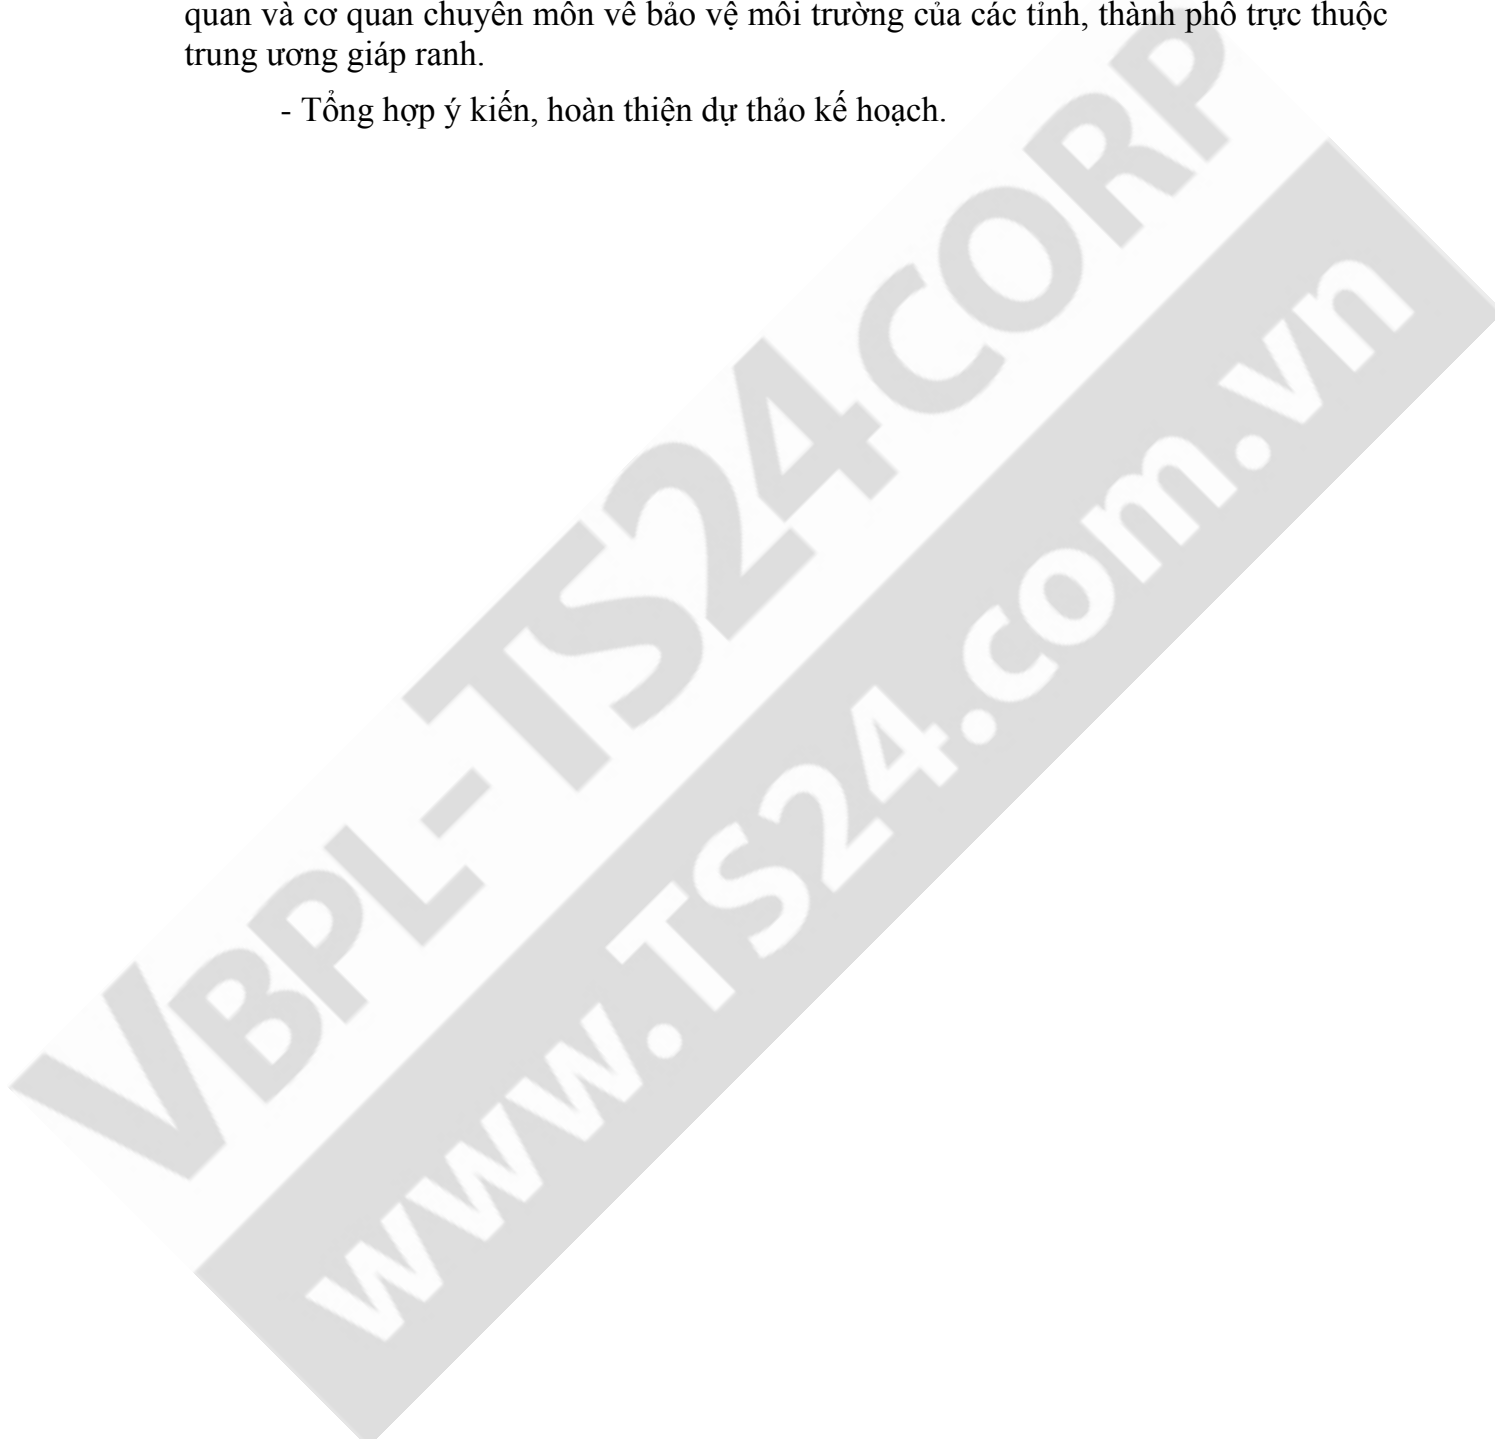 quan và cơ quan chuyên môn về bảo vệ môi trường của các tỉnh, thành phố trực thuộc
trung ương giáp ranh.
- Tổng hợp ý kiến, hoàn thiện dự thảo kế hoạch.
VBPL-TS24CORP
www.TS24.com.vn